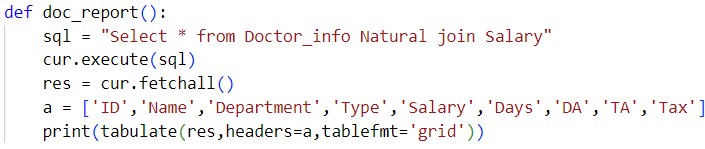 def doc_report():
    sql = "Select * from Doctor_info Natural join Salary"
    cur.execute(sql)
    res = cur.fetchall()
    a = ['ID','Name','Department','Type','Salary','Days','DA','TA','Tax']
    print(tabulate(res,headers=a,tablefmt='grid'))